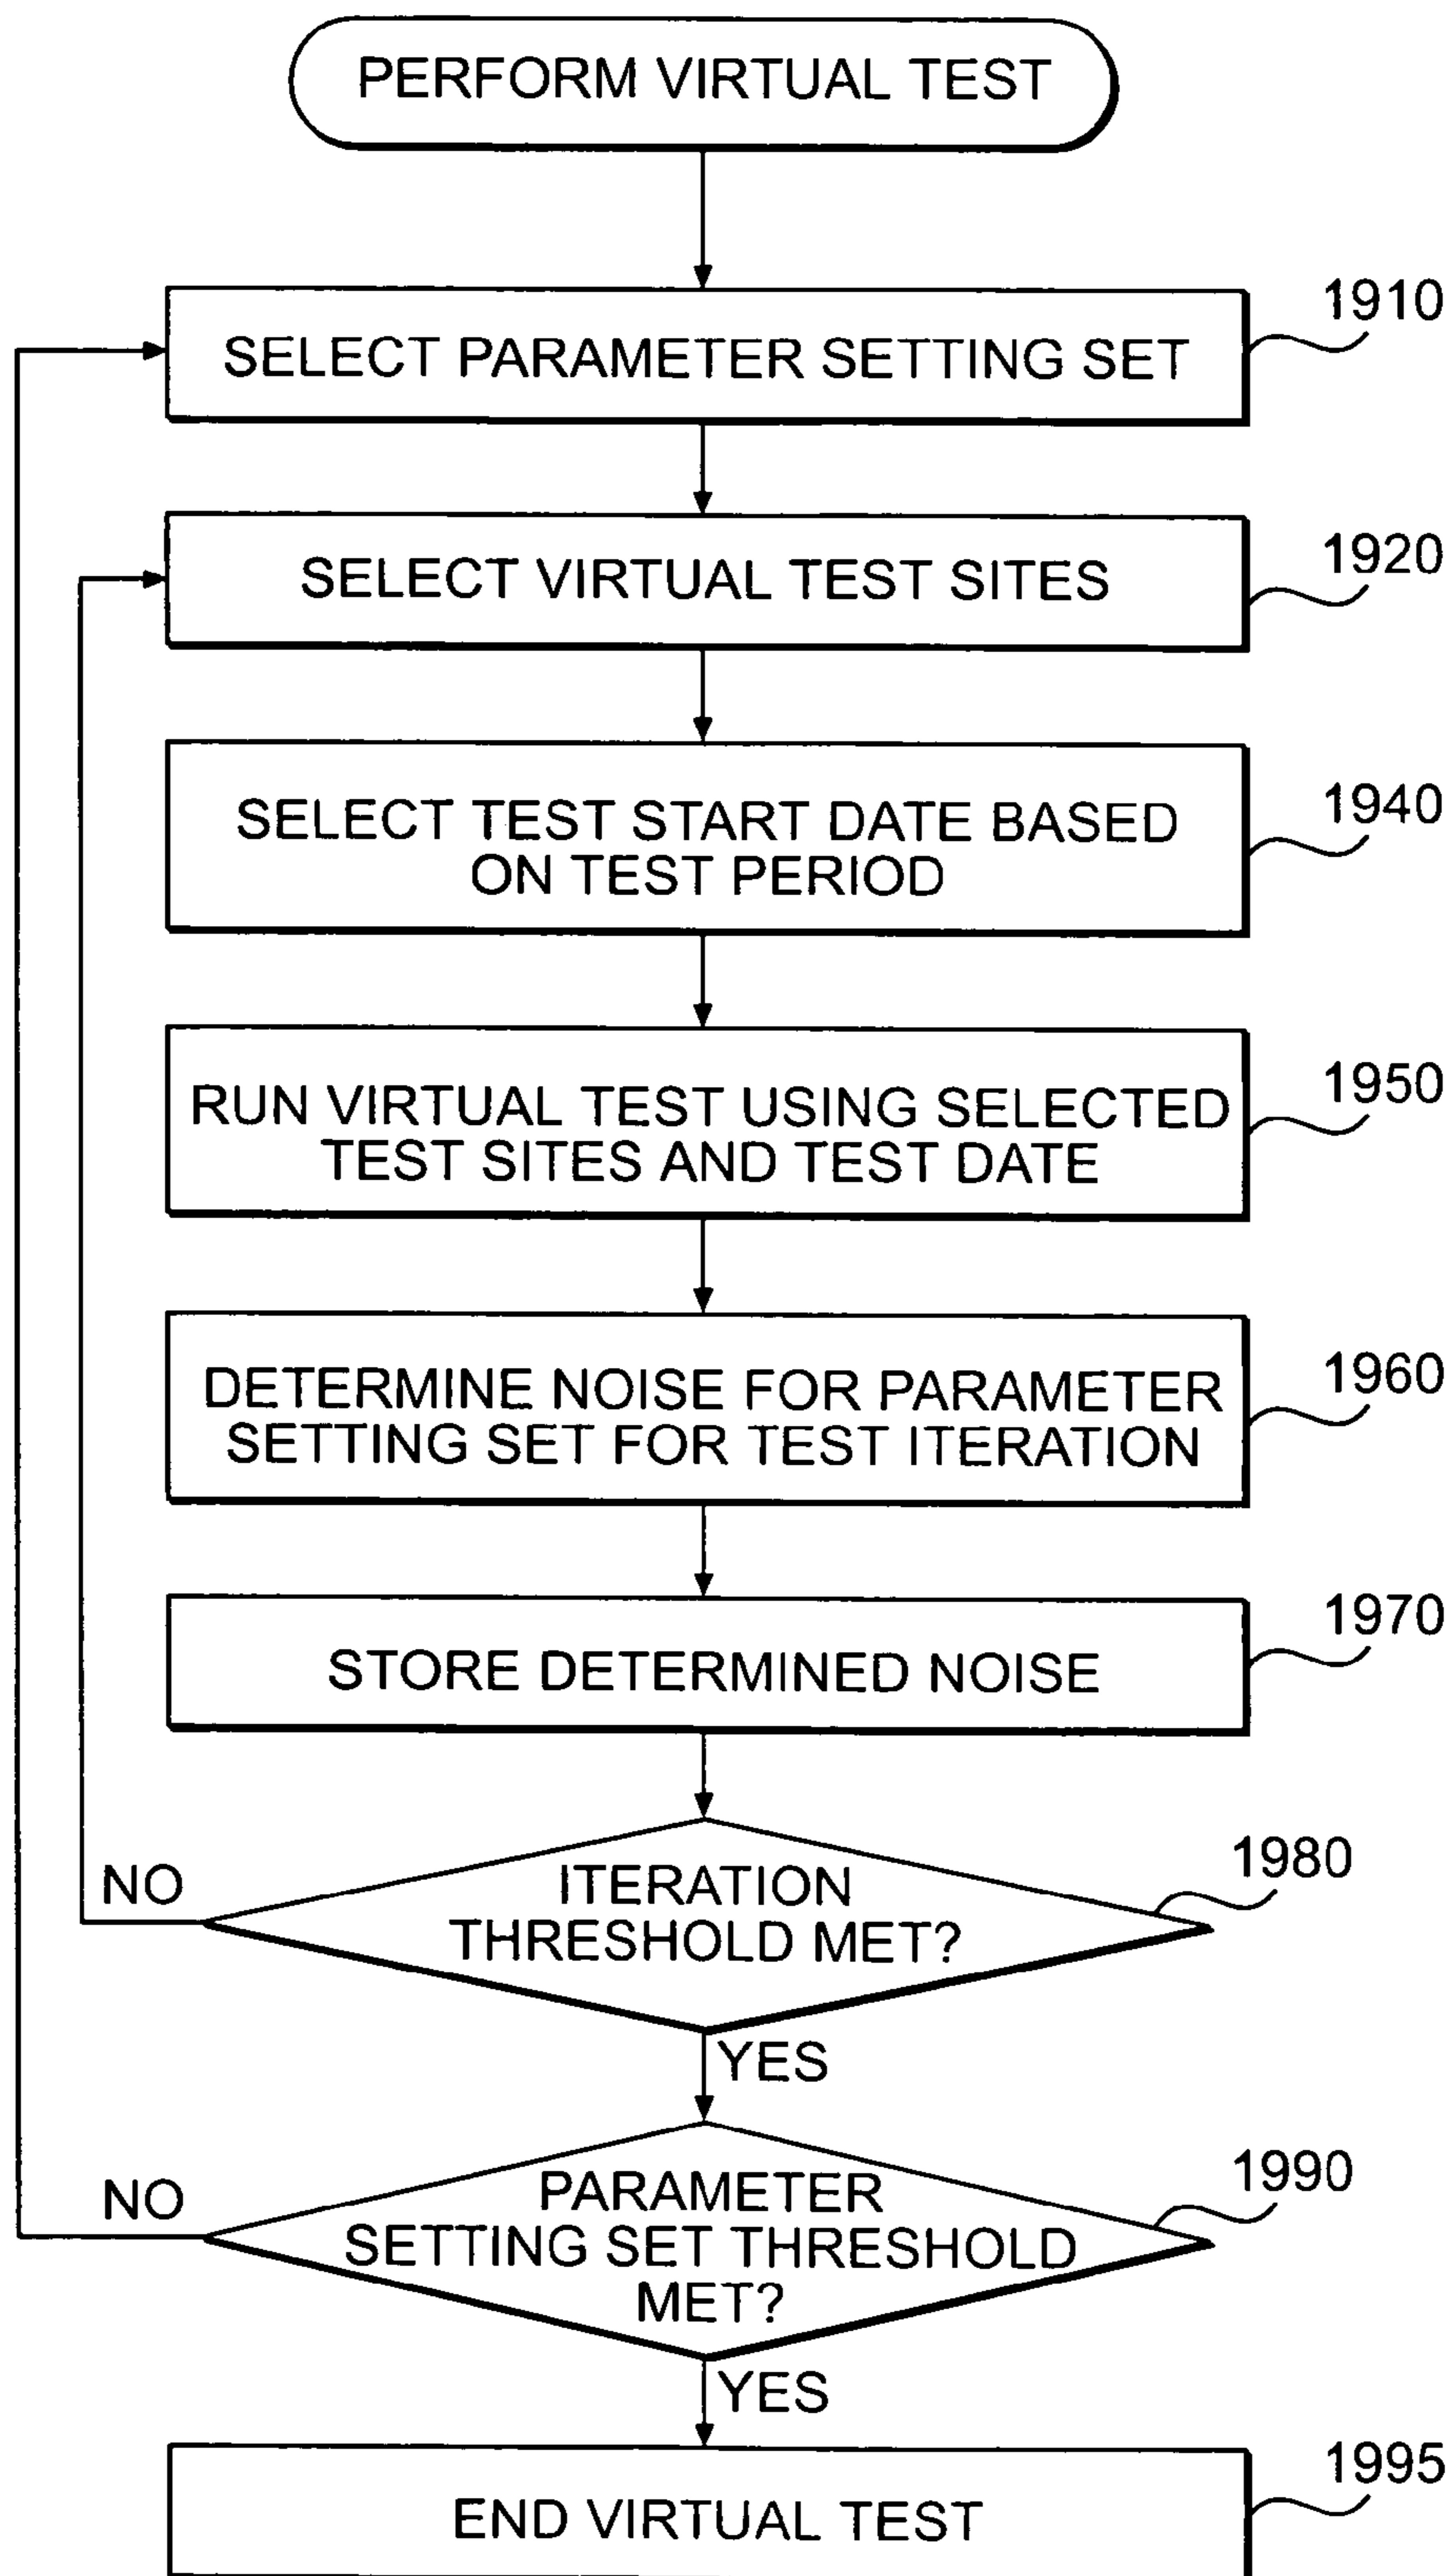 PERFORM VIRTUAL TEST
1910
SELECT PARAMETER SETTING SET
1920
SELECT VIRTUAL TEST SITES
1940
SELECT TEST START DATE BASED
ON TEST PERIOD
1950
RUN VIRTUAL TEST USING SELECTED
TEST SITES AND TEST DATE
1960
DETERMINE NOISE FOR PARAMETER
SETTING SET FOR TEST ITERATION
1970
STORE DETERMINED NOISE
1980
NO
ITERATION
THRESHOLD MET?
YES
1990
NO
PARAMETER
SETTING SET THRESHOLD
MET?
YES
1995
END VIRTUAL TEST